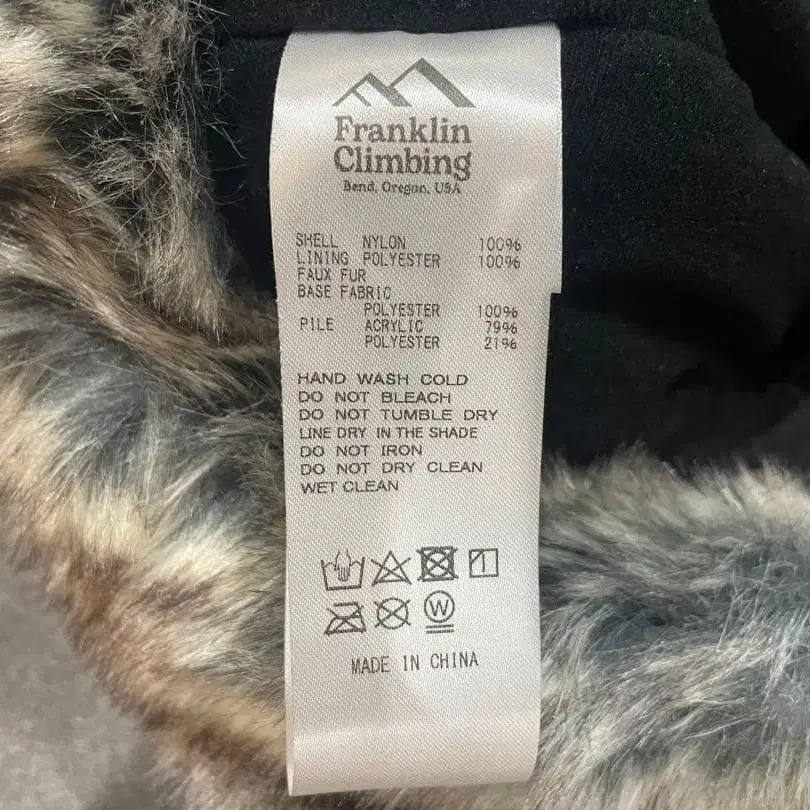 Franklin
Climbing
Bend, Oregon, USA
SHELL NYLON 100%
LINING POLYESTER 100%
FAUX FUR
BASE FABRIC
POLYESTER 100%
PILE ACRYLIC 79%
POLYESTER 21%
HAND WASH COLD
DO NOT BLEACH
DO NOT TUMBLE DRY
LINE DRY IN THE SHADE
DO NOT IRON
DO NOT DRY CLEAN
WET CLEAN
W
MADE IN CHINA